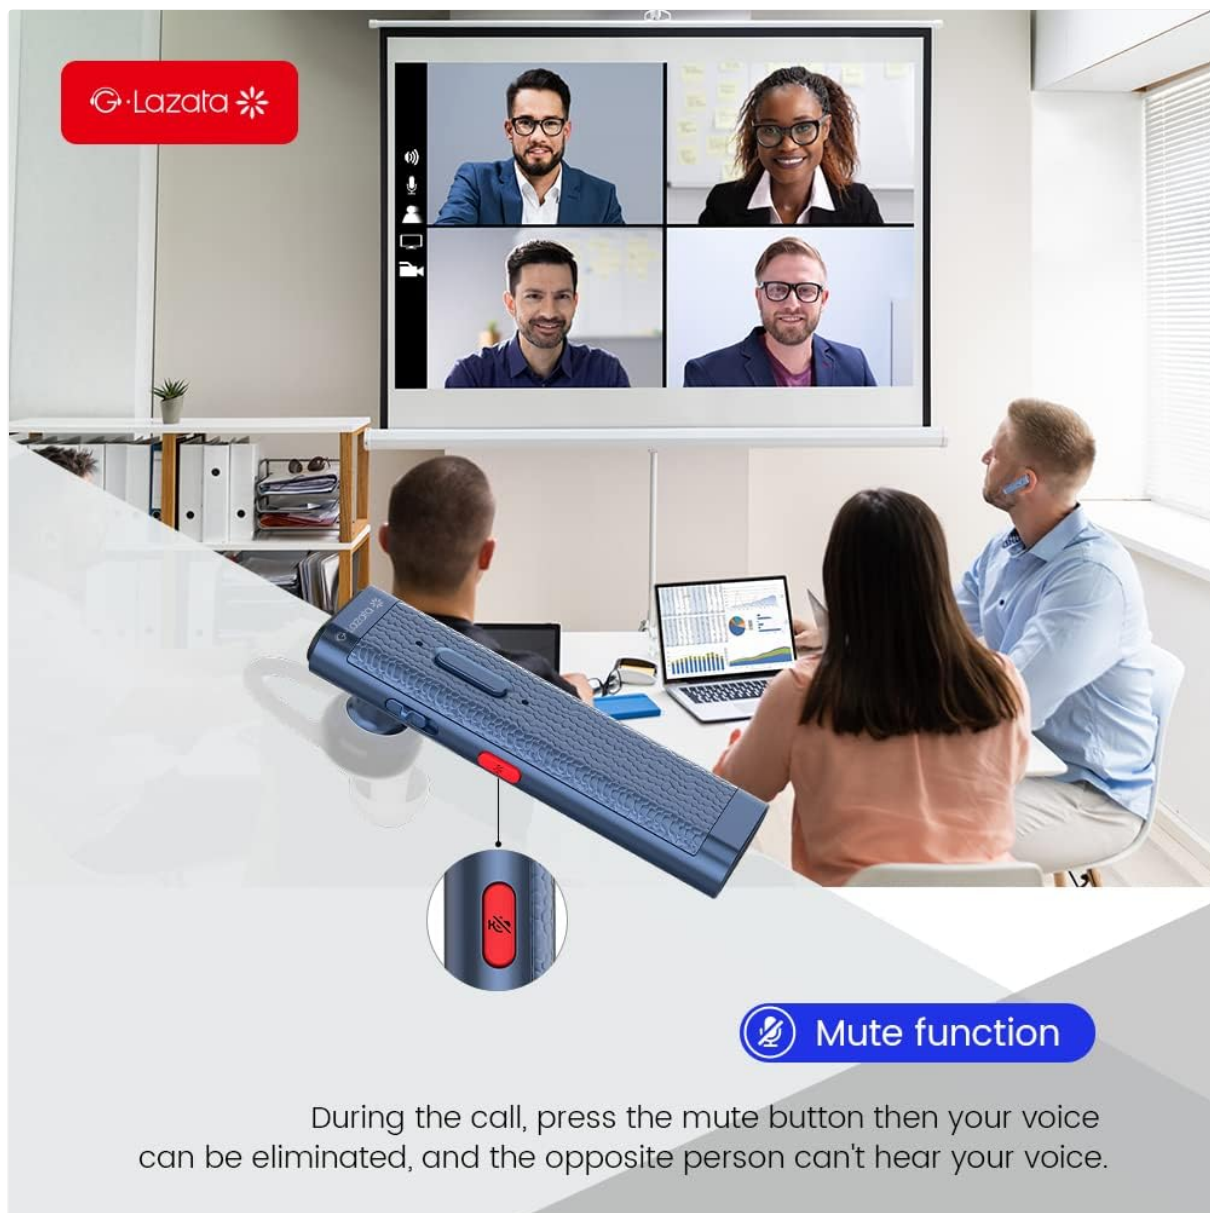 G·Lazata
G·Lazata
Mute function
During the call, press the mute button then your voice
can be eliminated, and the opposite person can't hear your voice.